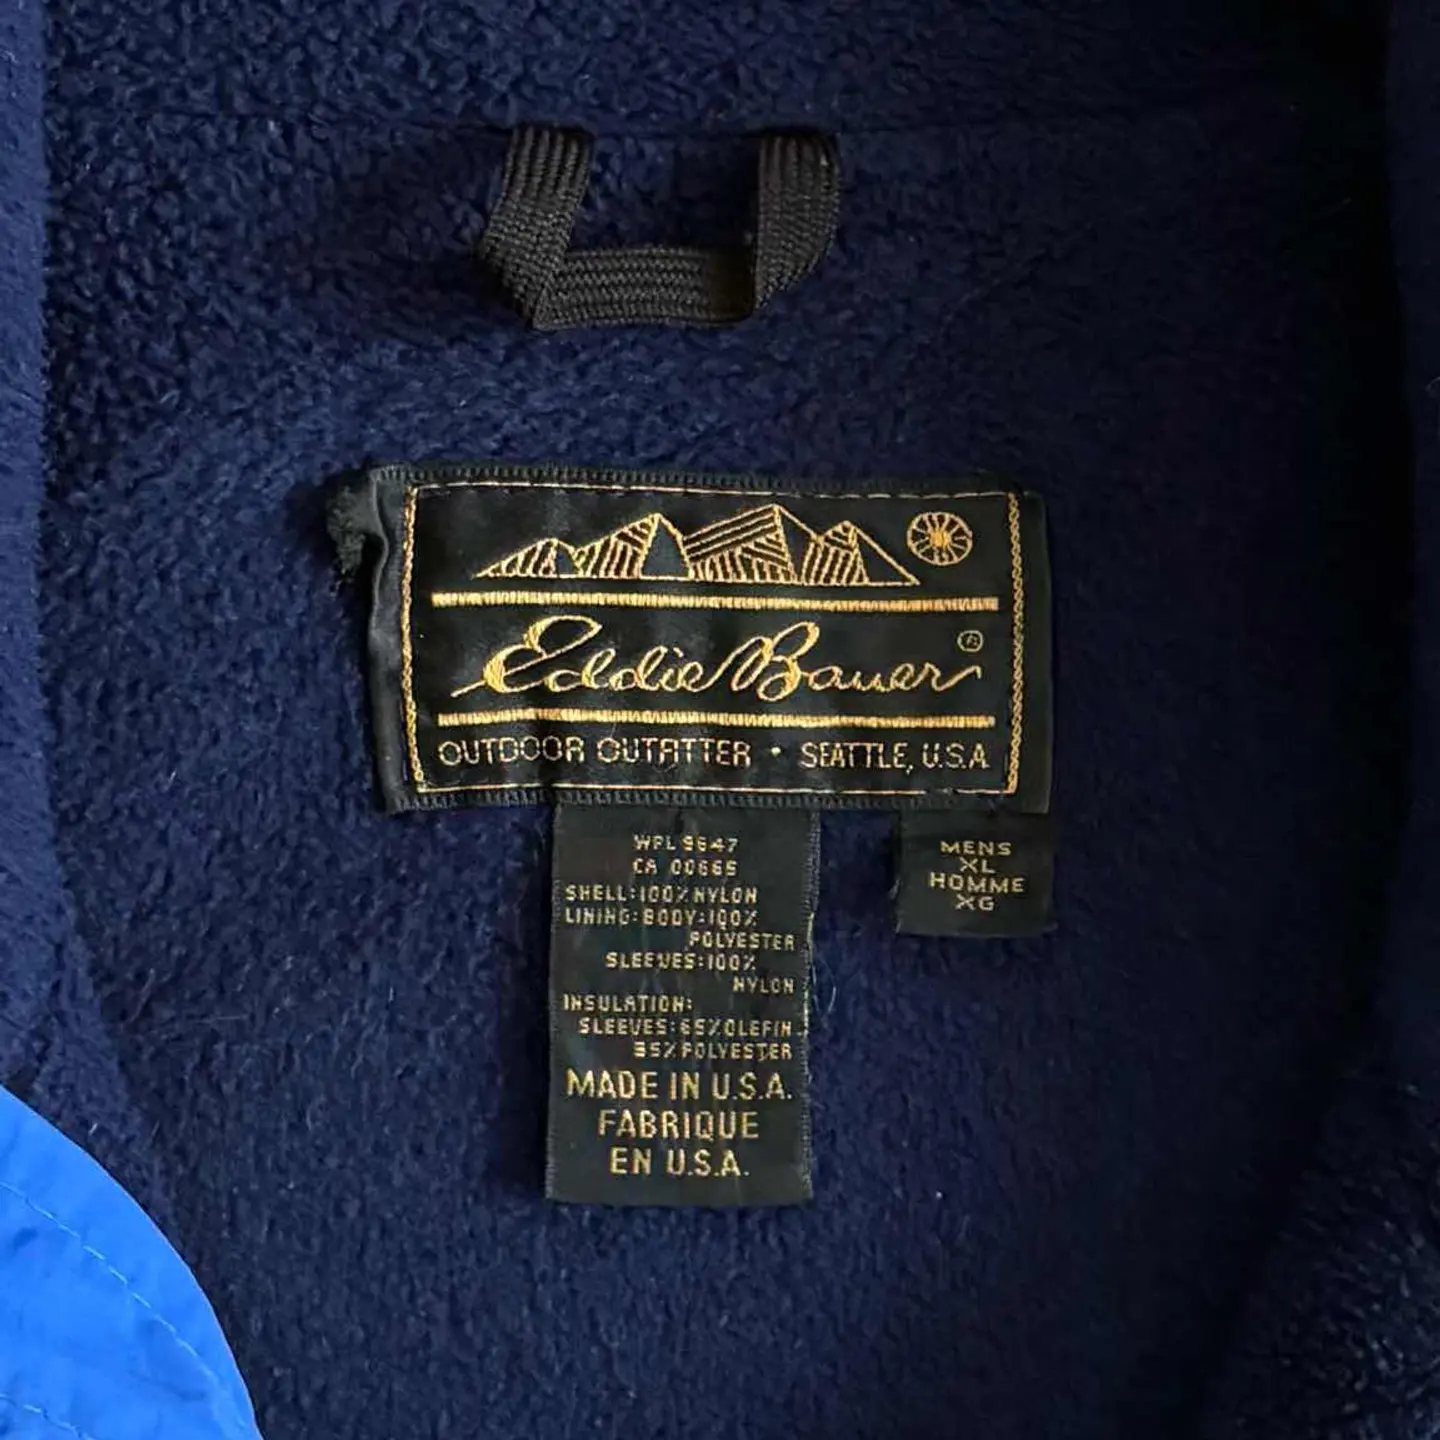 Eddie Bauer ®
OUTDOOR OUTFITTER • SEATTLE, U.S.A.
WPL 9647
CA 00665
SHELL:100% NYLON
LINING:BODY:100%
POLYESTER
SLEEVES:100%
NYLON
INSULATION:
SLEEVES:65% OLEFIN
35% POLYESTER
MADE IN U.S.A.
FABRIQUE
EN U.S.A.
MENS
XL
HOMME
XG